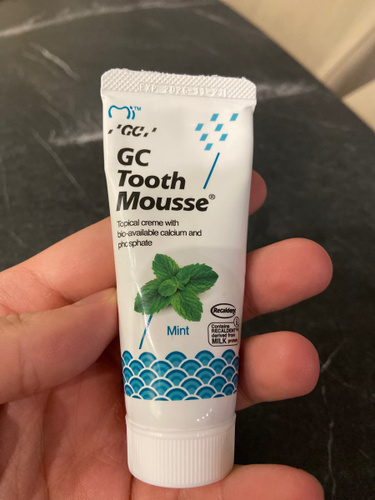 Mi™
GC
GC
Tooth
Mousse®
Topical creme with
bio-available calcium and
phosphate
Mint
Recaldent
Contains
RECALDENT™
derived from
MILK protein